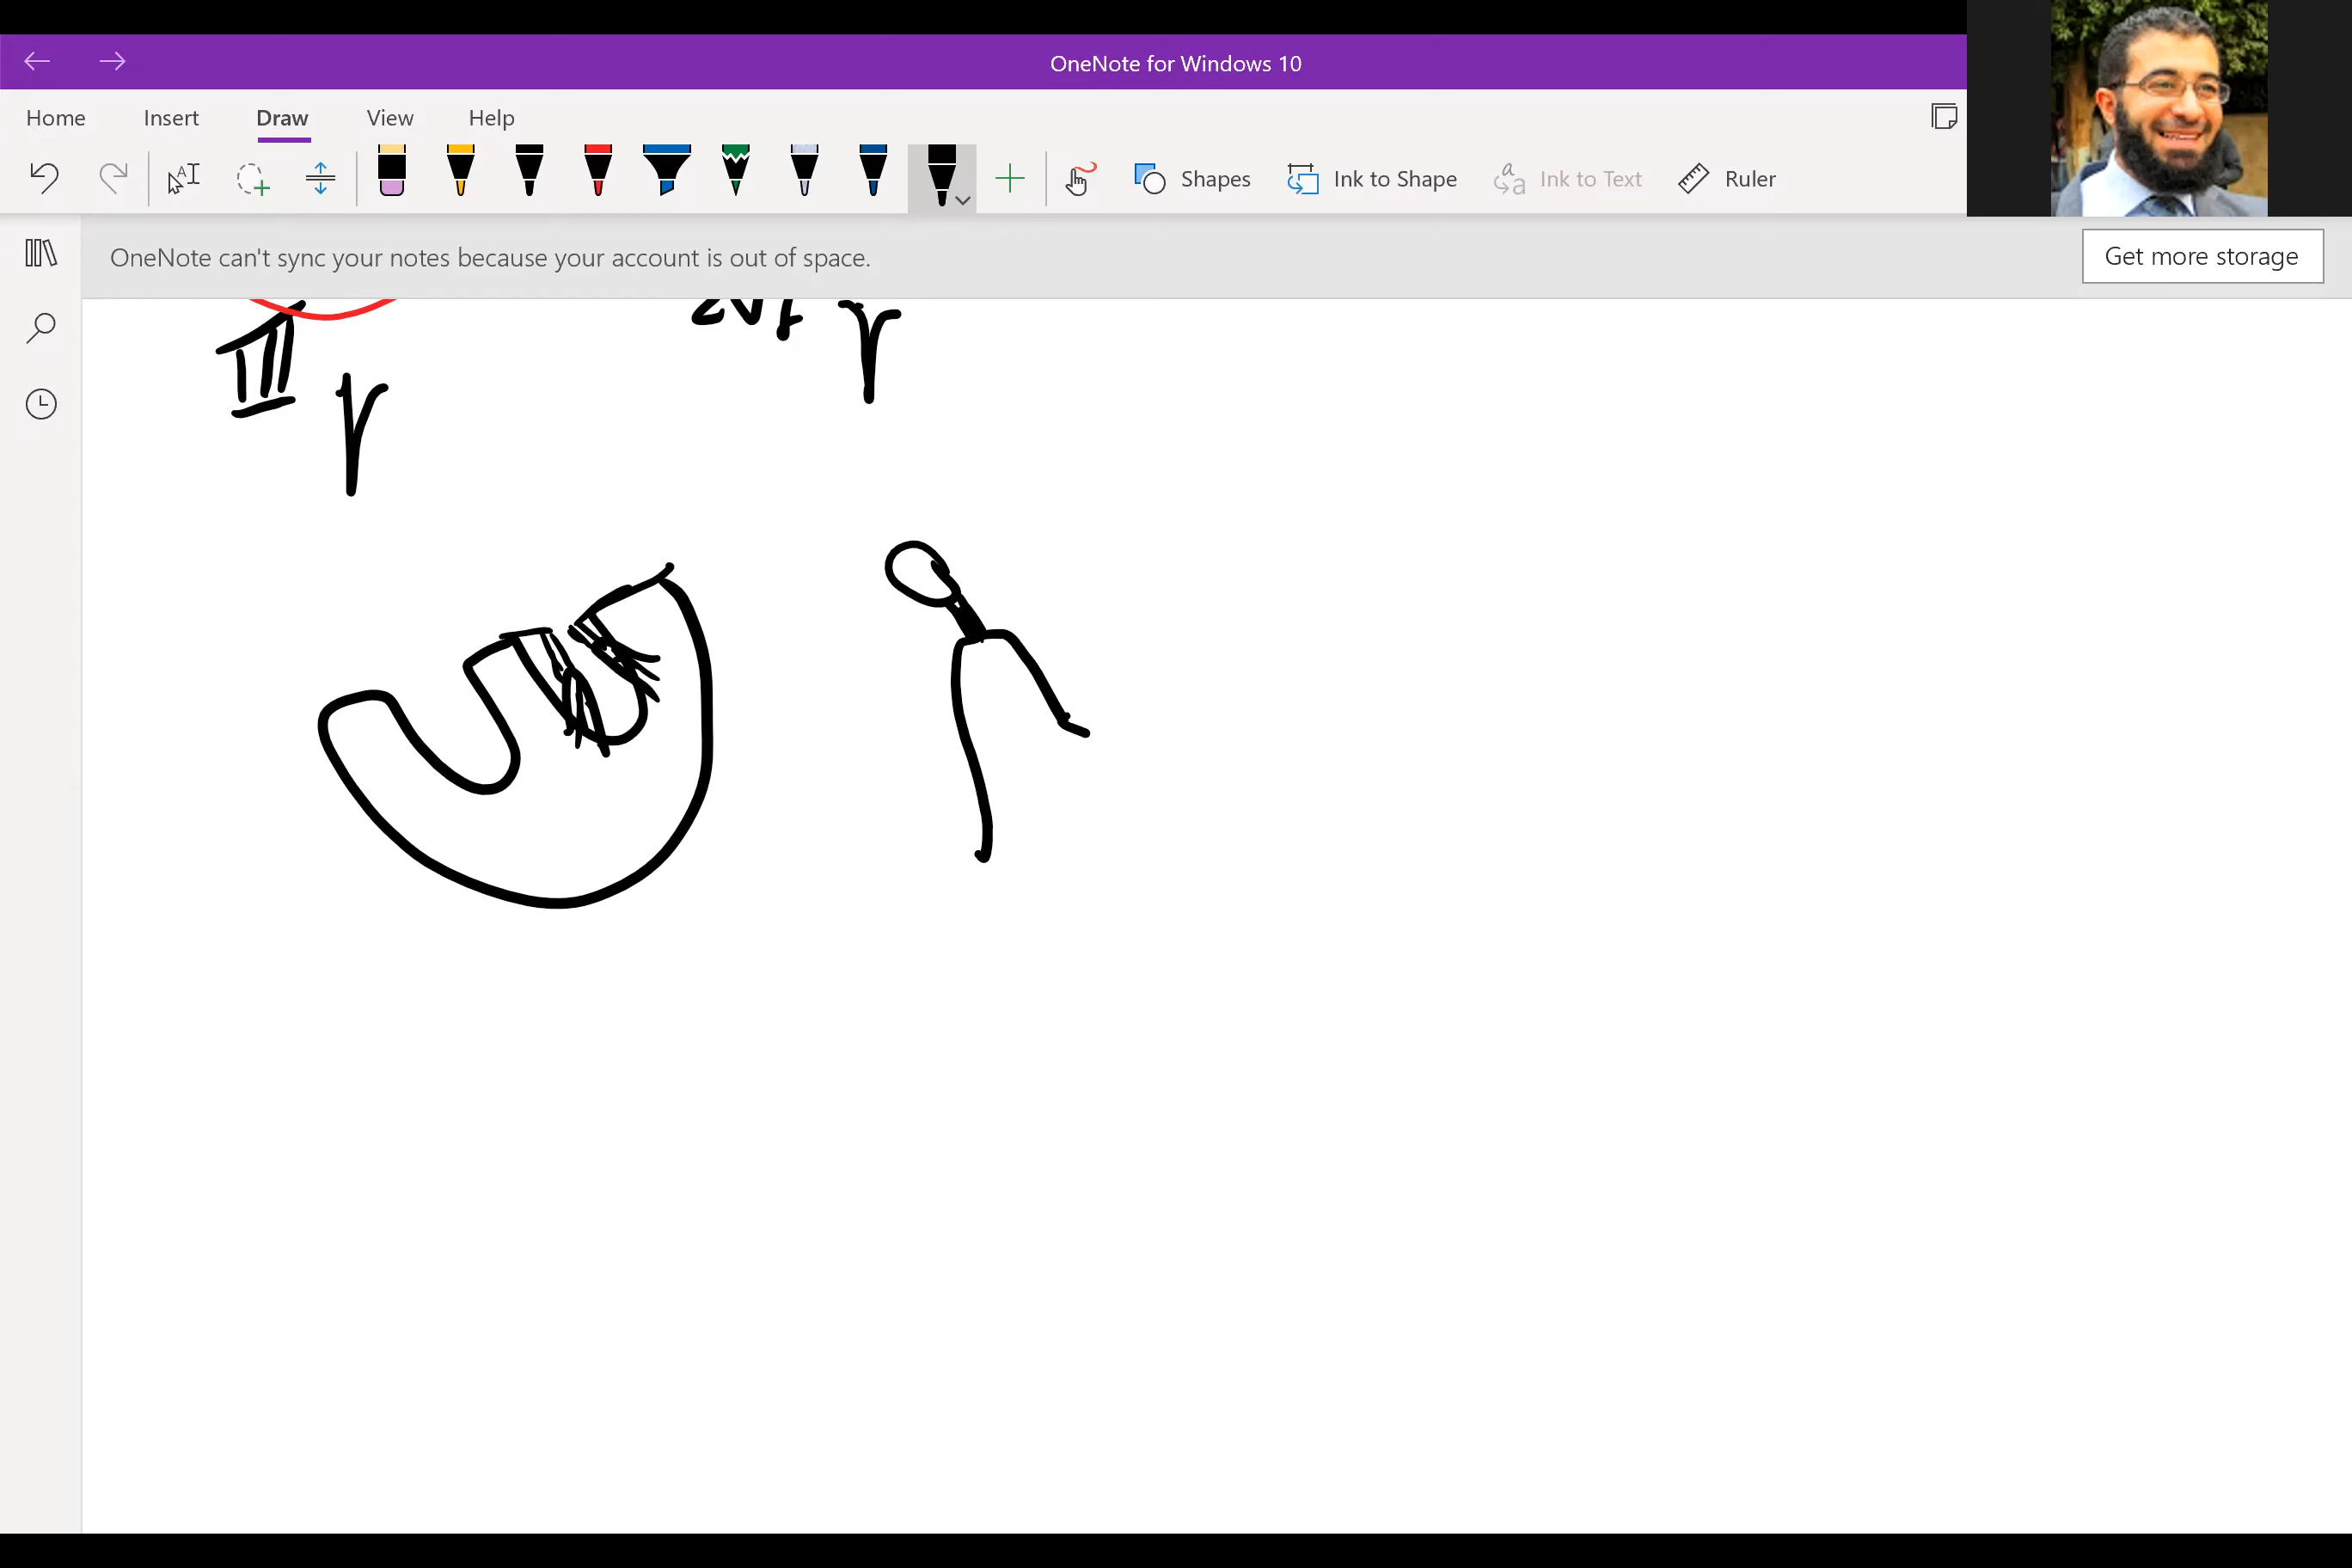 OneNote for Windows 10
Home Insert Draw View Help
Shapes Ink to Shape Ink to Text Ruler
OneNote can't sync your notes because your account is out of space.
Get more storage
III